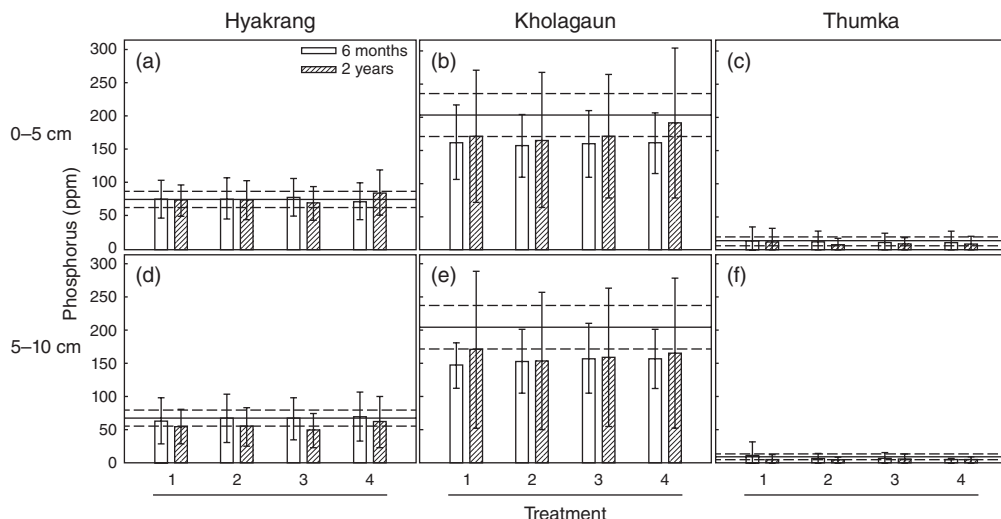 Hyakrang Kholagaun Thumka
(a) (b) (c)
6 months
2 years
0–5 cm
300
250
200
150
100
50
0
Phosphorus (ppm)
(d) (e) (f)
5–10 cm
300
250
200
150
100
50
0
1 2 3 4 1 2 3 4 1 2 3 4
Treatment